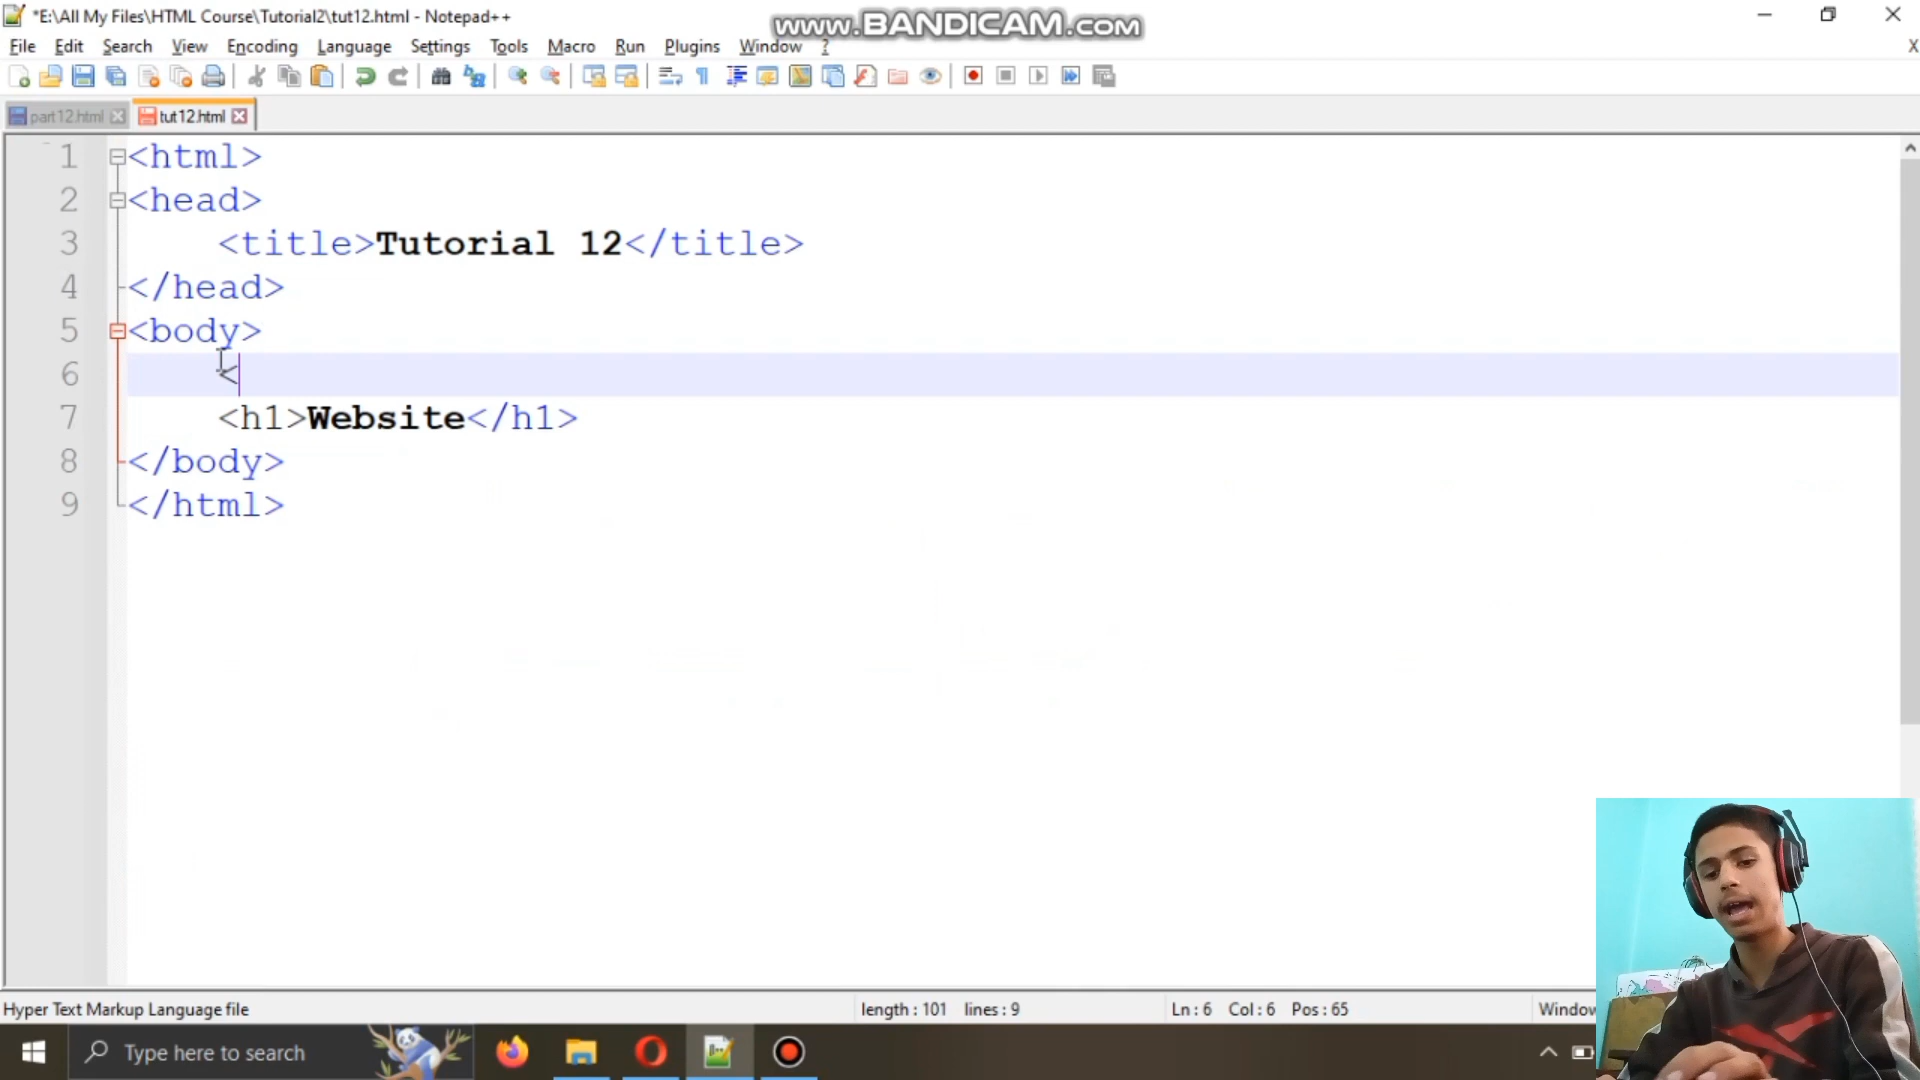 *E:\All My Files\HTML Course\Tutorial2\tut12.html - Notepad++
www.BANDICAM.com
File Edit Search View Encoding Language Settings Tools Macro Run Plugins Window ?
X
part12.html tut12.html
1 <html>
2 <head>
3 <title>Tutorial 12</title>
4 </head>
5 <body>
6 <
7 <h1>Website</h1>
8 </body>
9 </html>
Hyper Text Markup Language file length : 101 lines : 9 Ln : 6 Col : 6 Pos : 65 Window
Type here to search